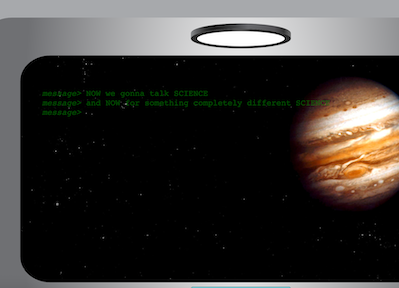 message> NOW we gonna talk SCIENCE
message> and NOW for something completely different SCIENCE
message>